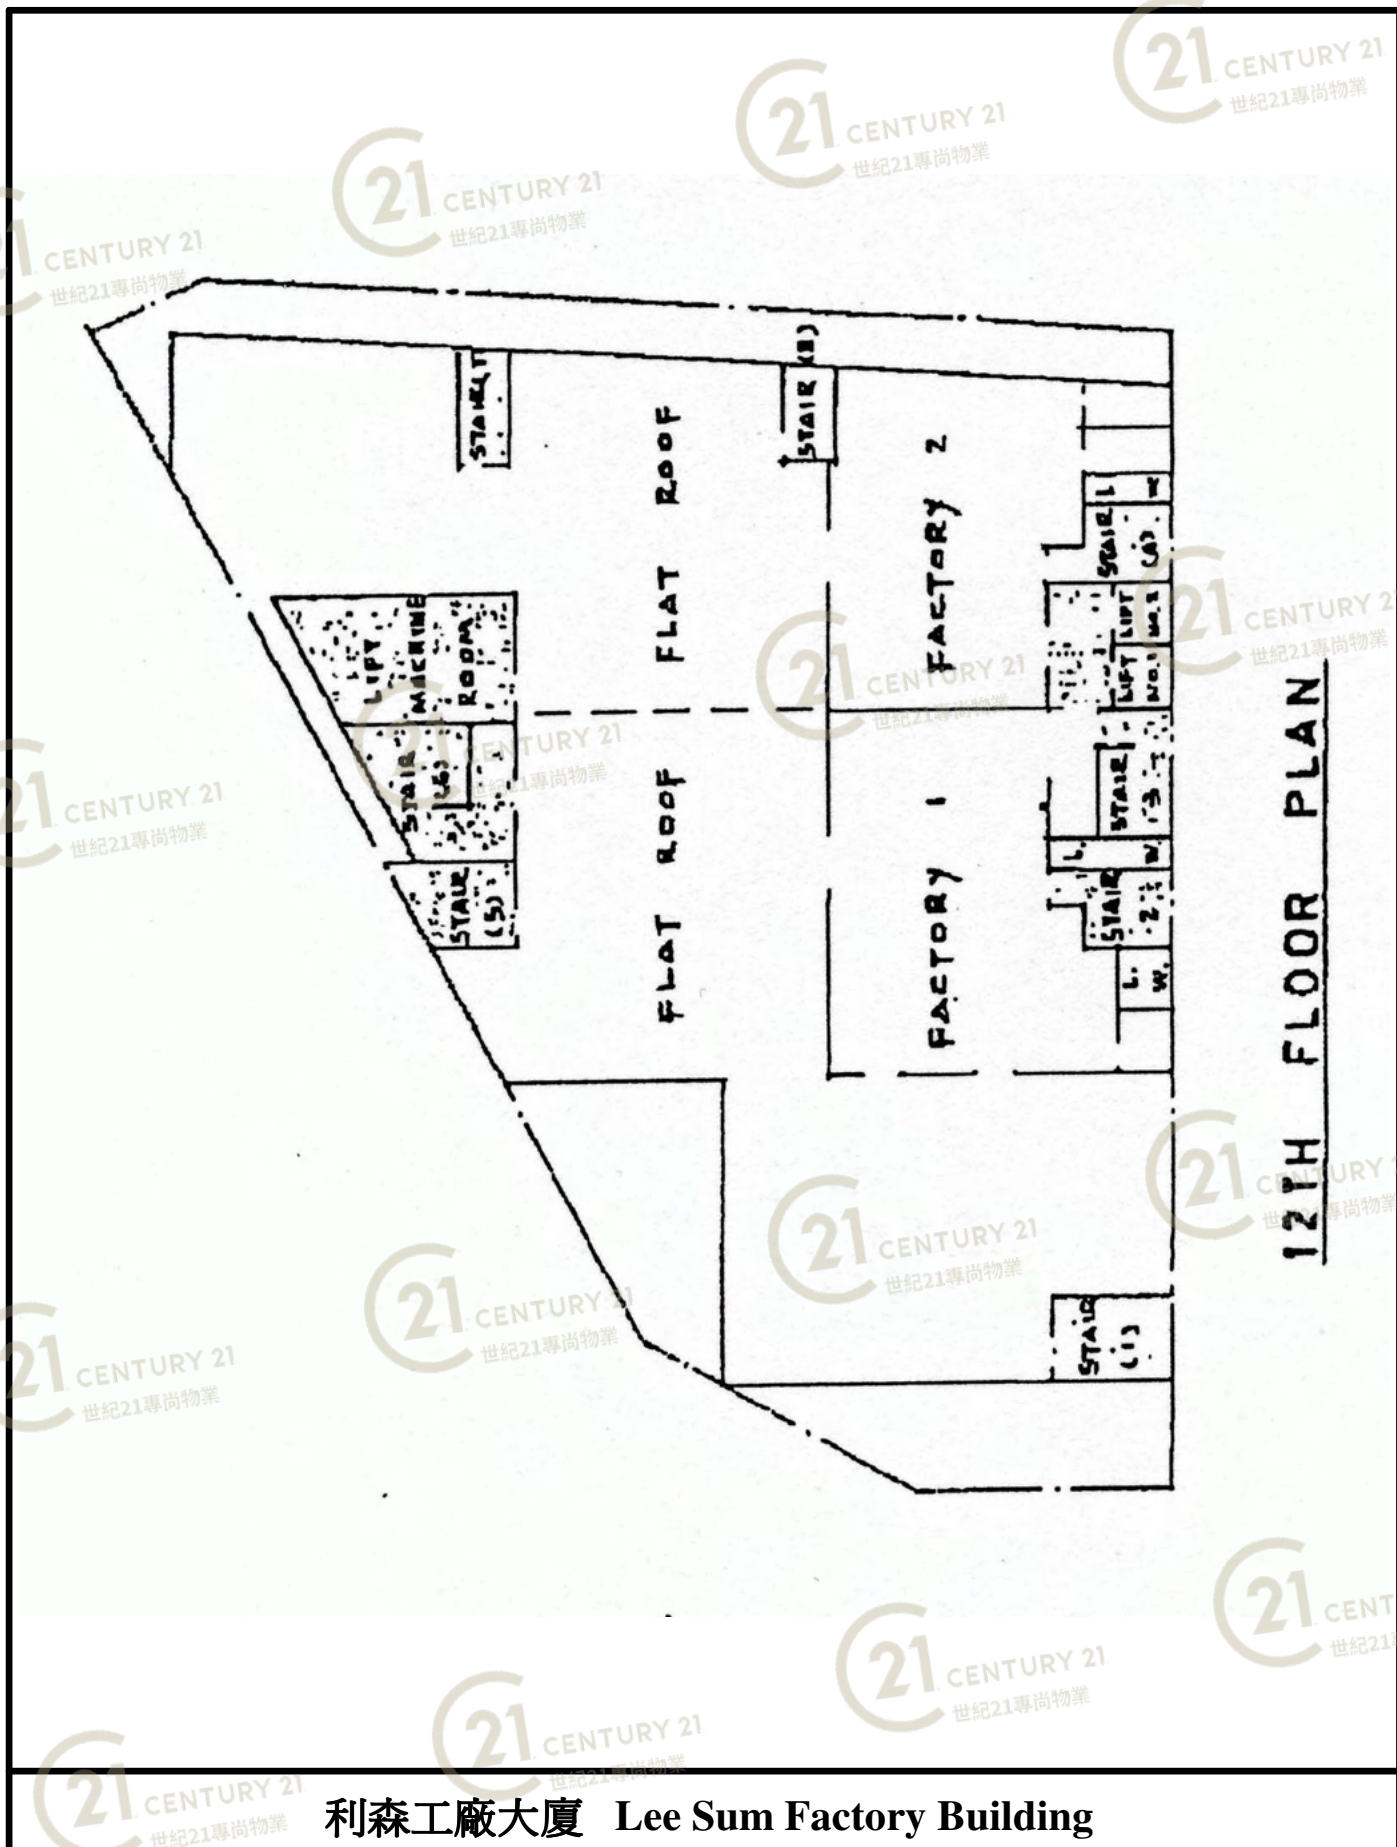 STAIR
STAIR (8)
FLAT ROOF
FACTORY 2
STAIR
(A)
L
LIFT
MACHINE
ROOM
LIFT
NO.1
LIFT
NO.2
STAIR
(6)
STAIR
(5)
FLAT ROOF
FACTORY 1
STAIR
3
L.
W.
STAIR
2
L.
W.
STAIR
(1)
12TH FLOOR PLAN
利森工廠大廈 Lee Sum Factory Building
21 CENTURY 21
世紀21專尚物業